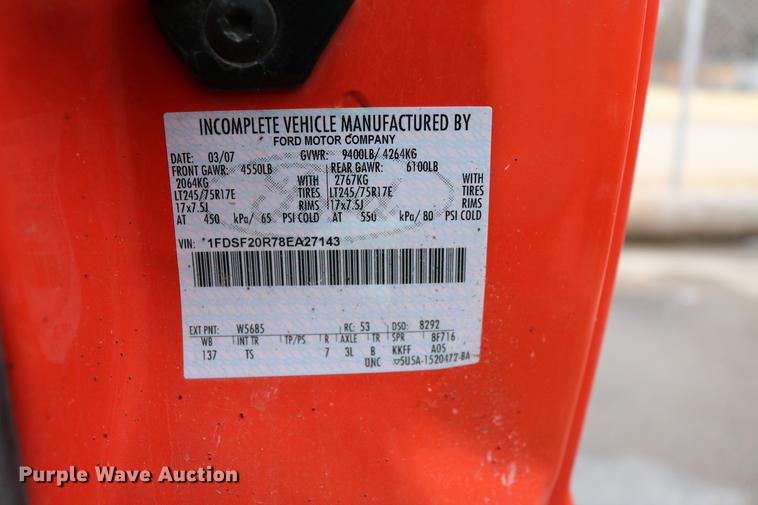 INCOMPLETE VEHICLE MANUFACTURED BY
FORD MOTOR COMPANY
DATE: 03/07 GVWR: 9400LB/ 4264KG
FRONT GAWR: 4550LB REAR GAWR: 6100LB
2064KG WITH 2767KG WITH
LT245/75R17E TIRES LT245/75R17E TIRES
17x7.5J RIMS 17x7.5J RIMS
AT 450 kPa/ 65 PSI COLD AT 550 kPa/ 80 PSI COLD
VIN: 1FDSF20R78EA27143
EXT PNT: W5685 RC: 53 DSO: 8292
WB INT TR TP/PS R AXLE TR SPR 8F716
137 TS 7 3L B KKFF A05
UNC 5U5A-1520472-BA
Purple Wave Auction